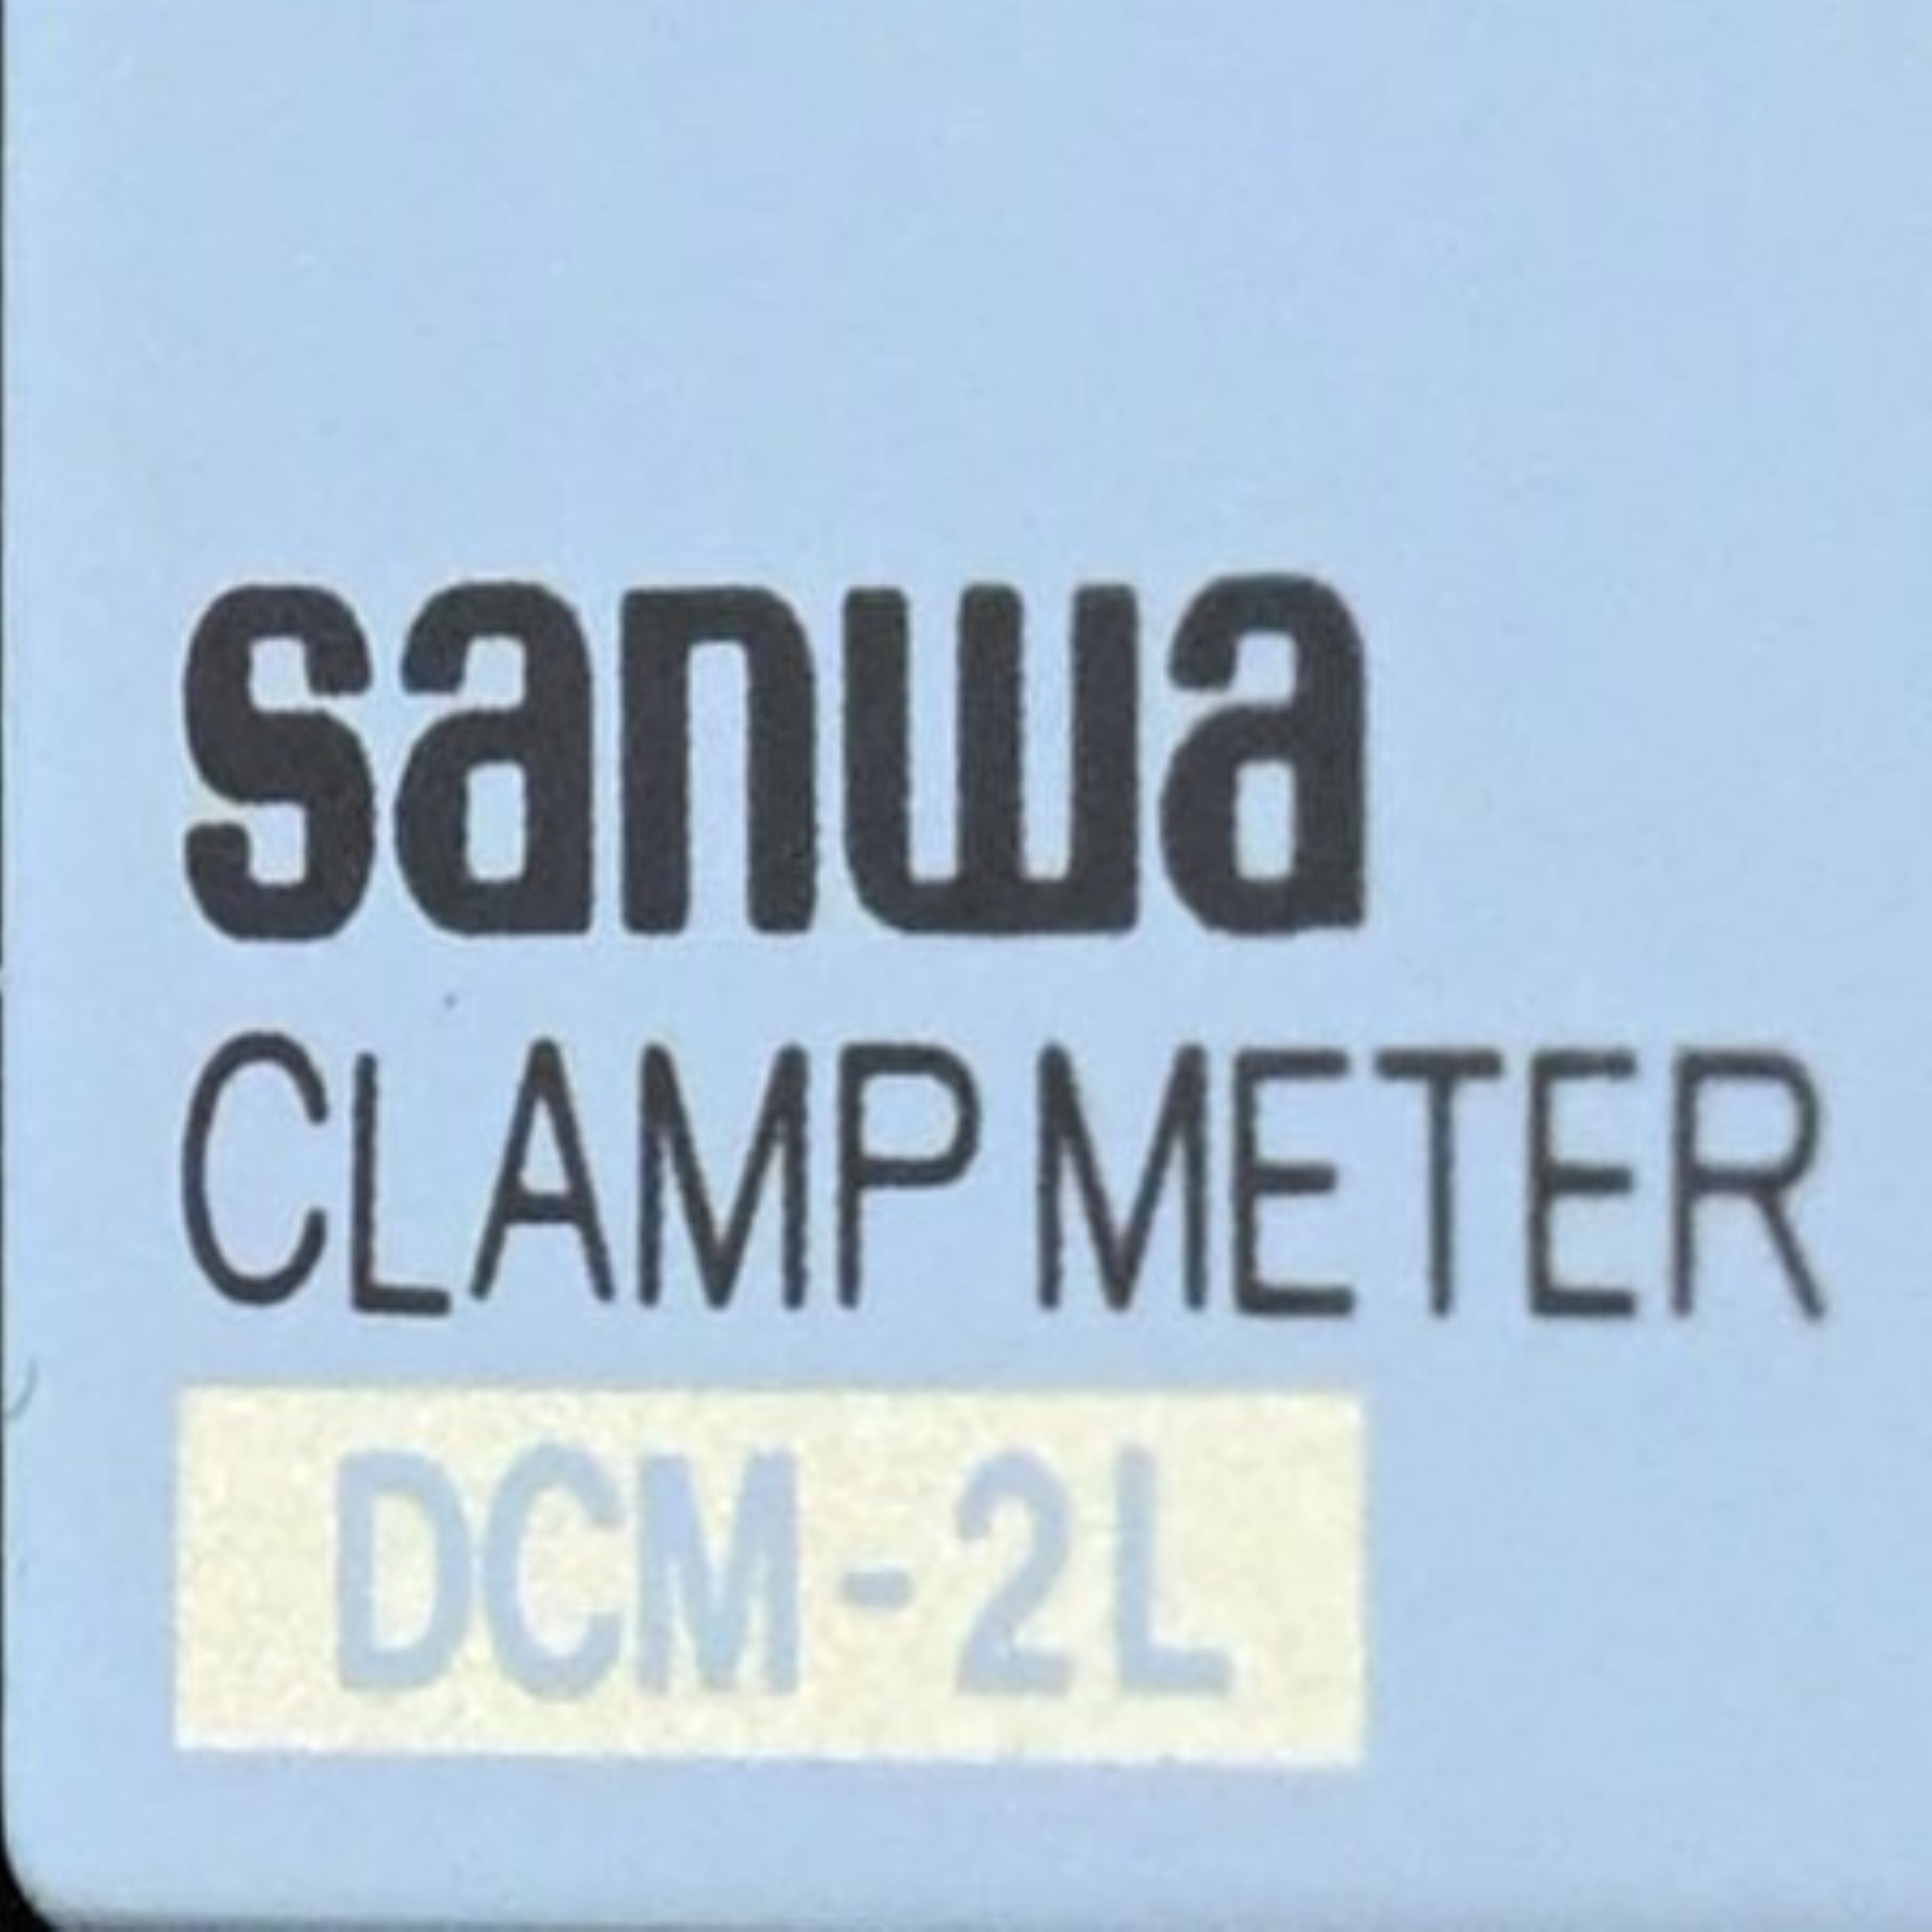 sanwa
CLAMP METER
DCM-2L